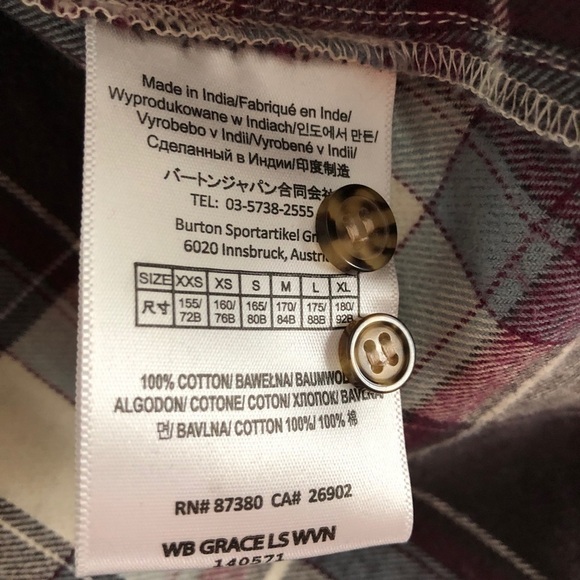 Made in India/Fabriqué en Inde/
Wyprodukowane w Indiach/인도에서 만든/
Vyrobebo v Indii/Vyrobené v Indii/
Сделанный в Индии/印度制造
バートンジャパン合同会
TEL: 03-5738-2555
Burton Sportartikel
6020 Innsbruck,
SIZE XXS XS S M L XL
尺寸 155/ 160/ 165/ 170/ 175/ 180/
72B 76B 80B 84B 88B 92B
100% COTTON/ BAWEŁNA/
ALGODON/ COTONE/ COTON/ ХЛОПОК/ BAVLNA/
면/ BAVLNA/ COTTON 100%/ 100% 棉
RN# 87380 CA# 26902
WB GRACE LS WVN
140571